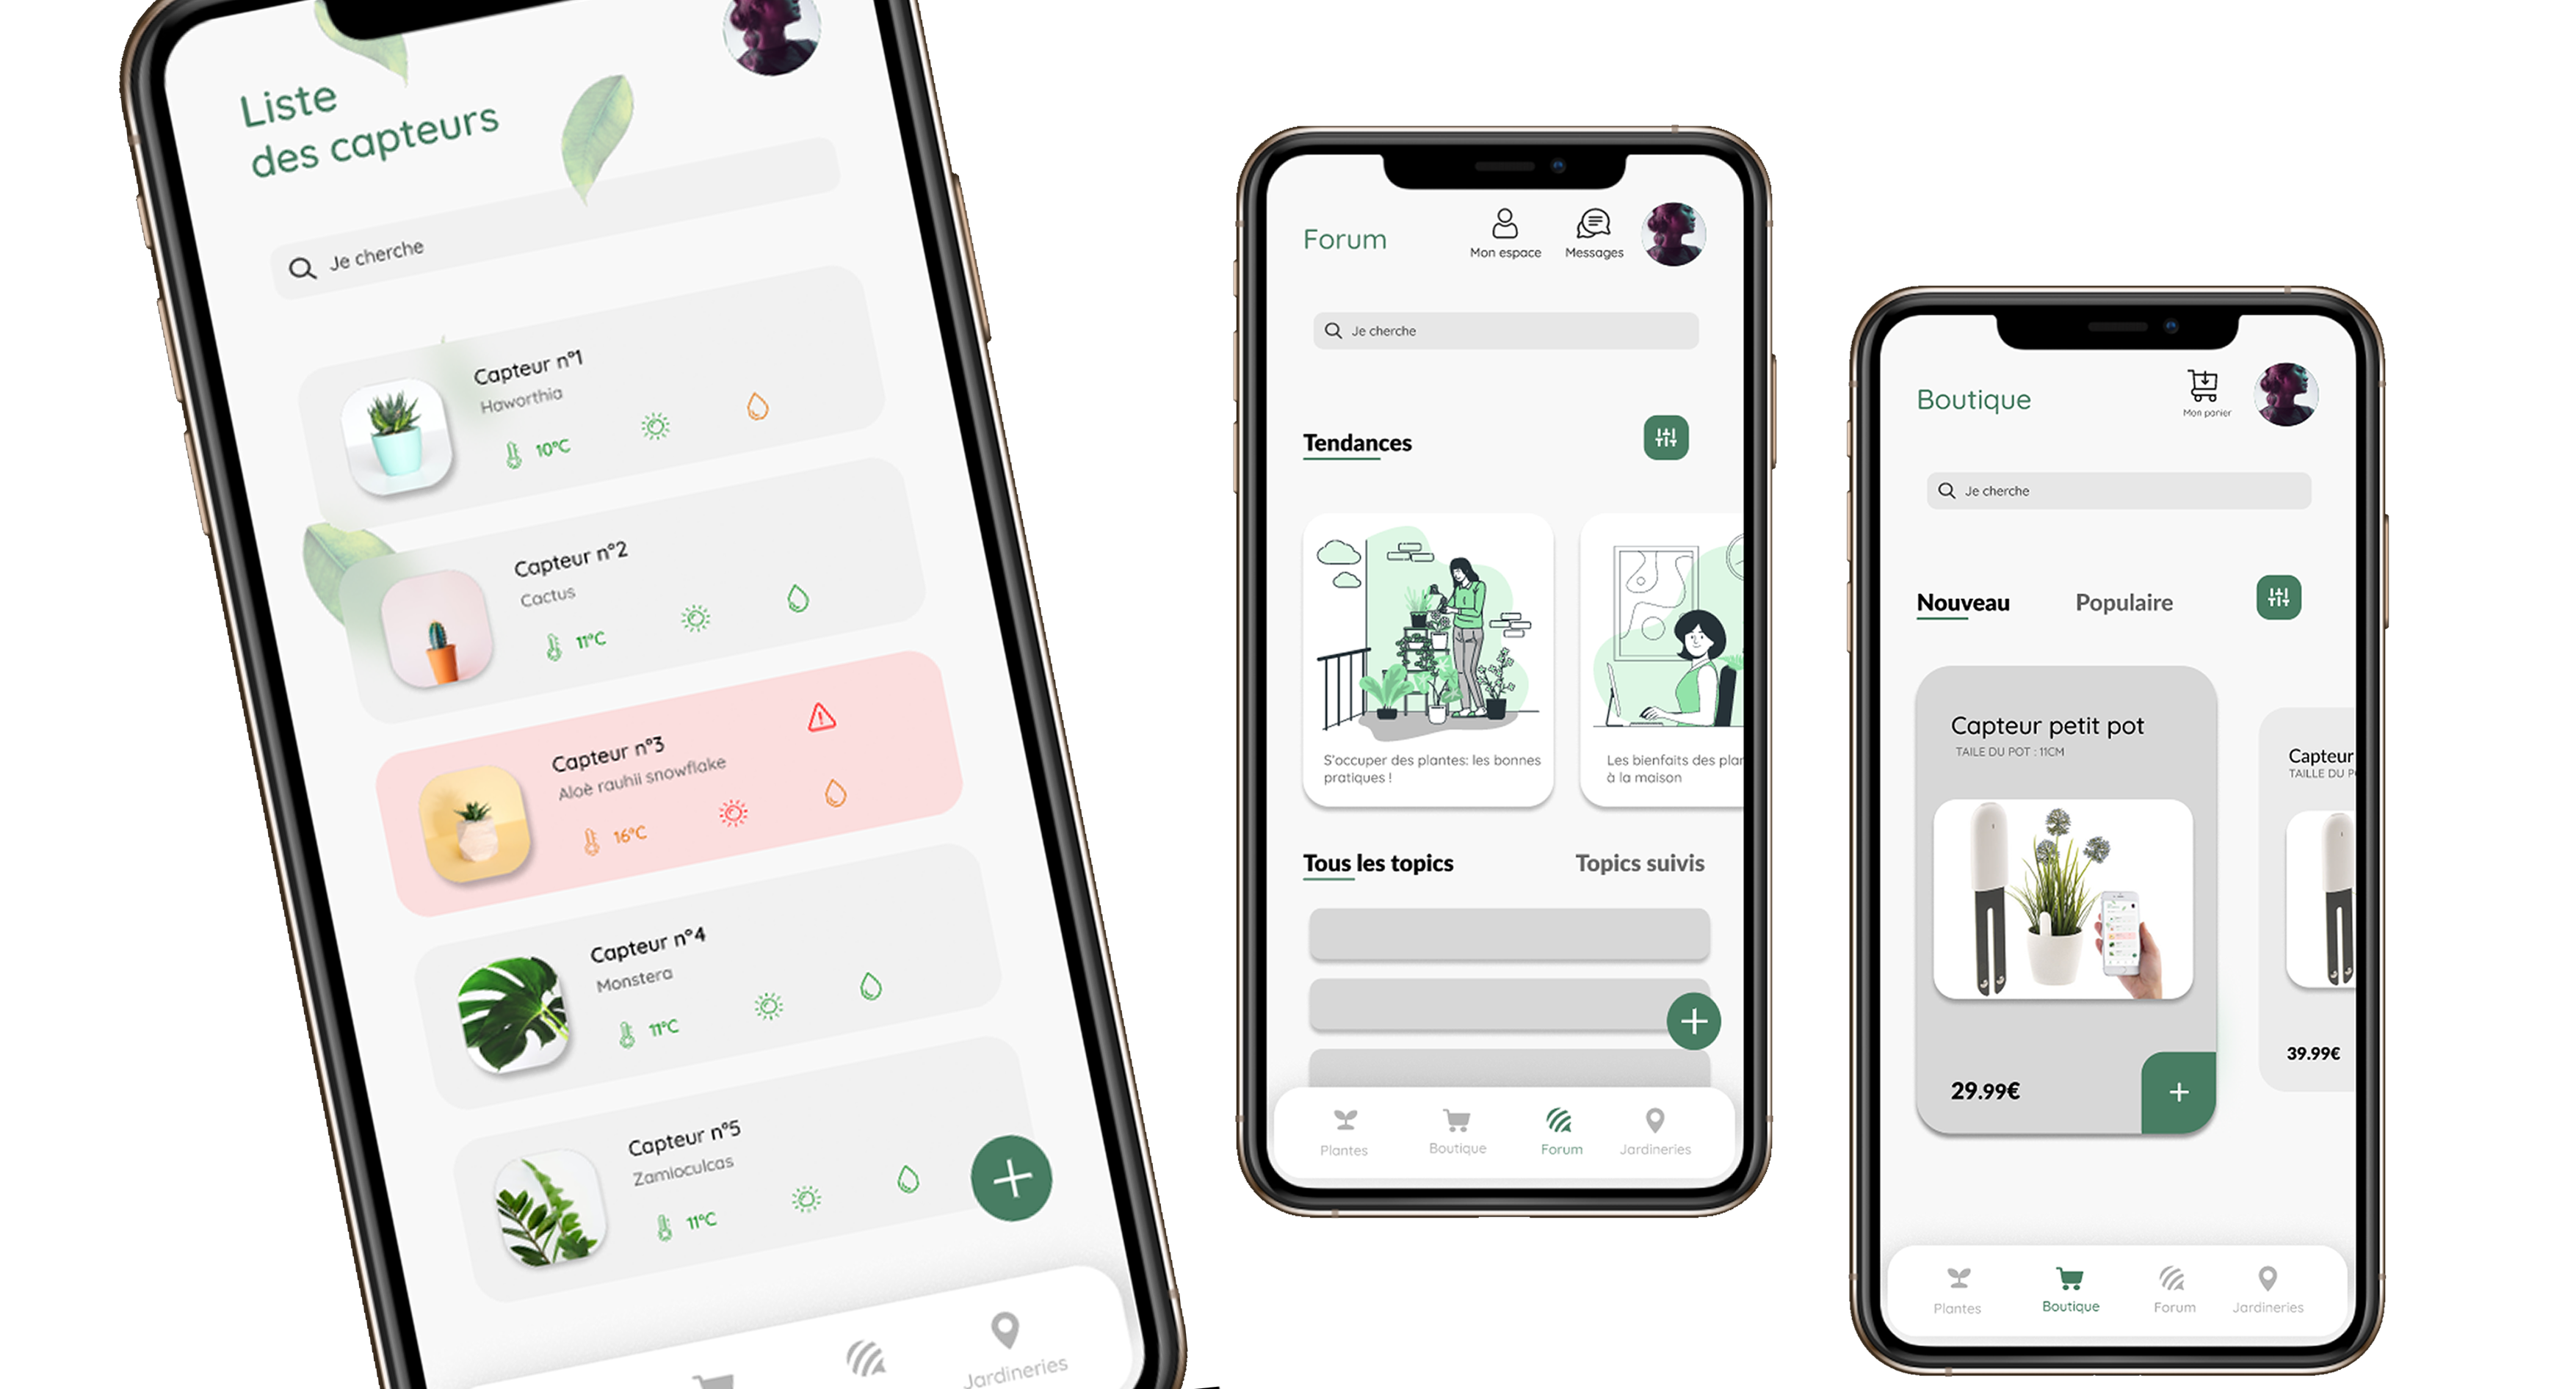 Liste
des capteurs
Je cherche
Capteur n°1
Haworthia
10°C
Capteur n°2
Cactus
11°C
Capteur n°3
Aloè rauhii snowflake
16°C
Capteur n°4
Monstera
11°C
Capteur n°5
Zamioculcas
11°C
Jardineries
Forum
Mon espace
Messages
Je cherche
Tendances
S'occuper des plantes: les bonnes
pratiques !
Les bienfaits des plan
à la maison
Tous les topics
Topics suivis
Plantes
Boutique
Forum
Jardineries
Boutique
Mon panier
Je cherche
Nouveau
Populaire
Capteur petit pot
TAILE DU POT : 11CM
29.99€
Capteur
TAILLE DU P
39.99€
Plantes
Boutique
Forum
Jardineries